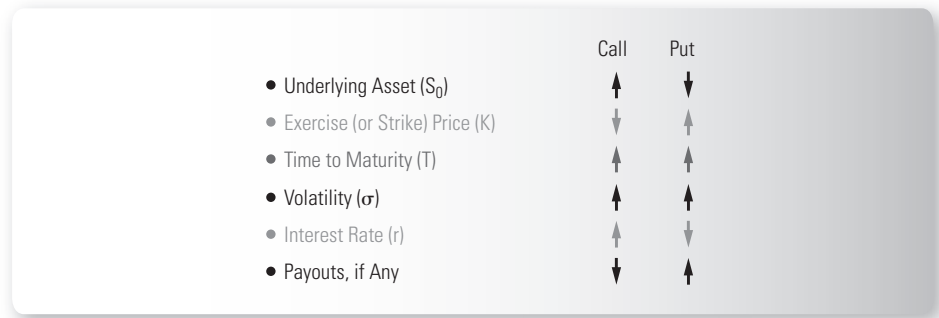 Call Put
• Underlying Asset (S₀)
• Exercise (or Strike) Price (K)
• Time to Maturity (T)
• Volatility (σ)
• Interest Rate (r)
• Payouts, if Any